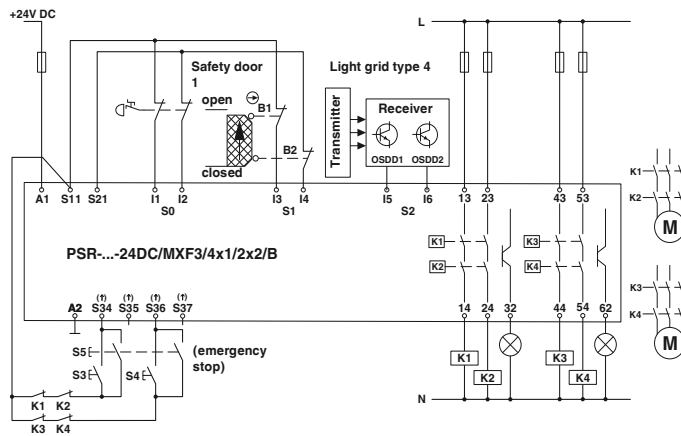 +24V DC
L
Safety door
1
Light grid type 4
open
closed
B1
B2
Transmitter
Receiver
OSDD1 OSDD2
K1
K2
M
A1 S11 S21 I1 I2 I3 I4 I5 I6 13 23 43 53
S0 S1 S2
PSR-...-24DC/MXF3/4x1/2x2/B
K1
K2
K3
K4
K3
K4
M
(↑) (↑) (↑) (↑)
A2 S34 S35 S36 S37 14 24 32 44 54 62
S5
(emergency
stop)
S3 S4
K1 K2 K3 K4
K1 K2
K3 K4
N